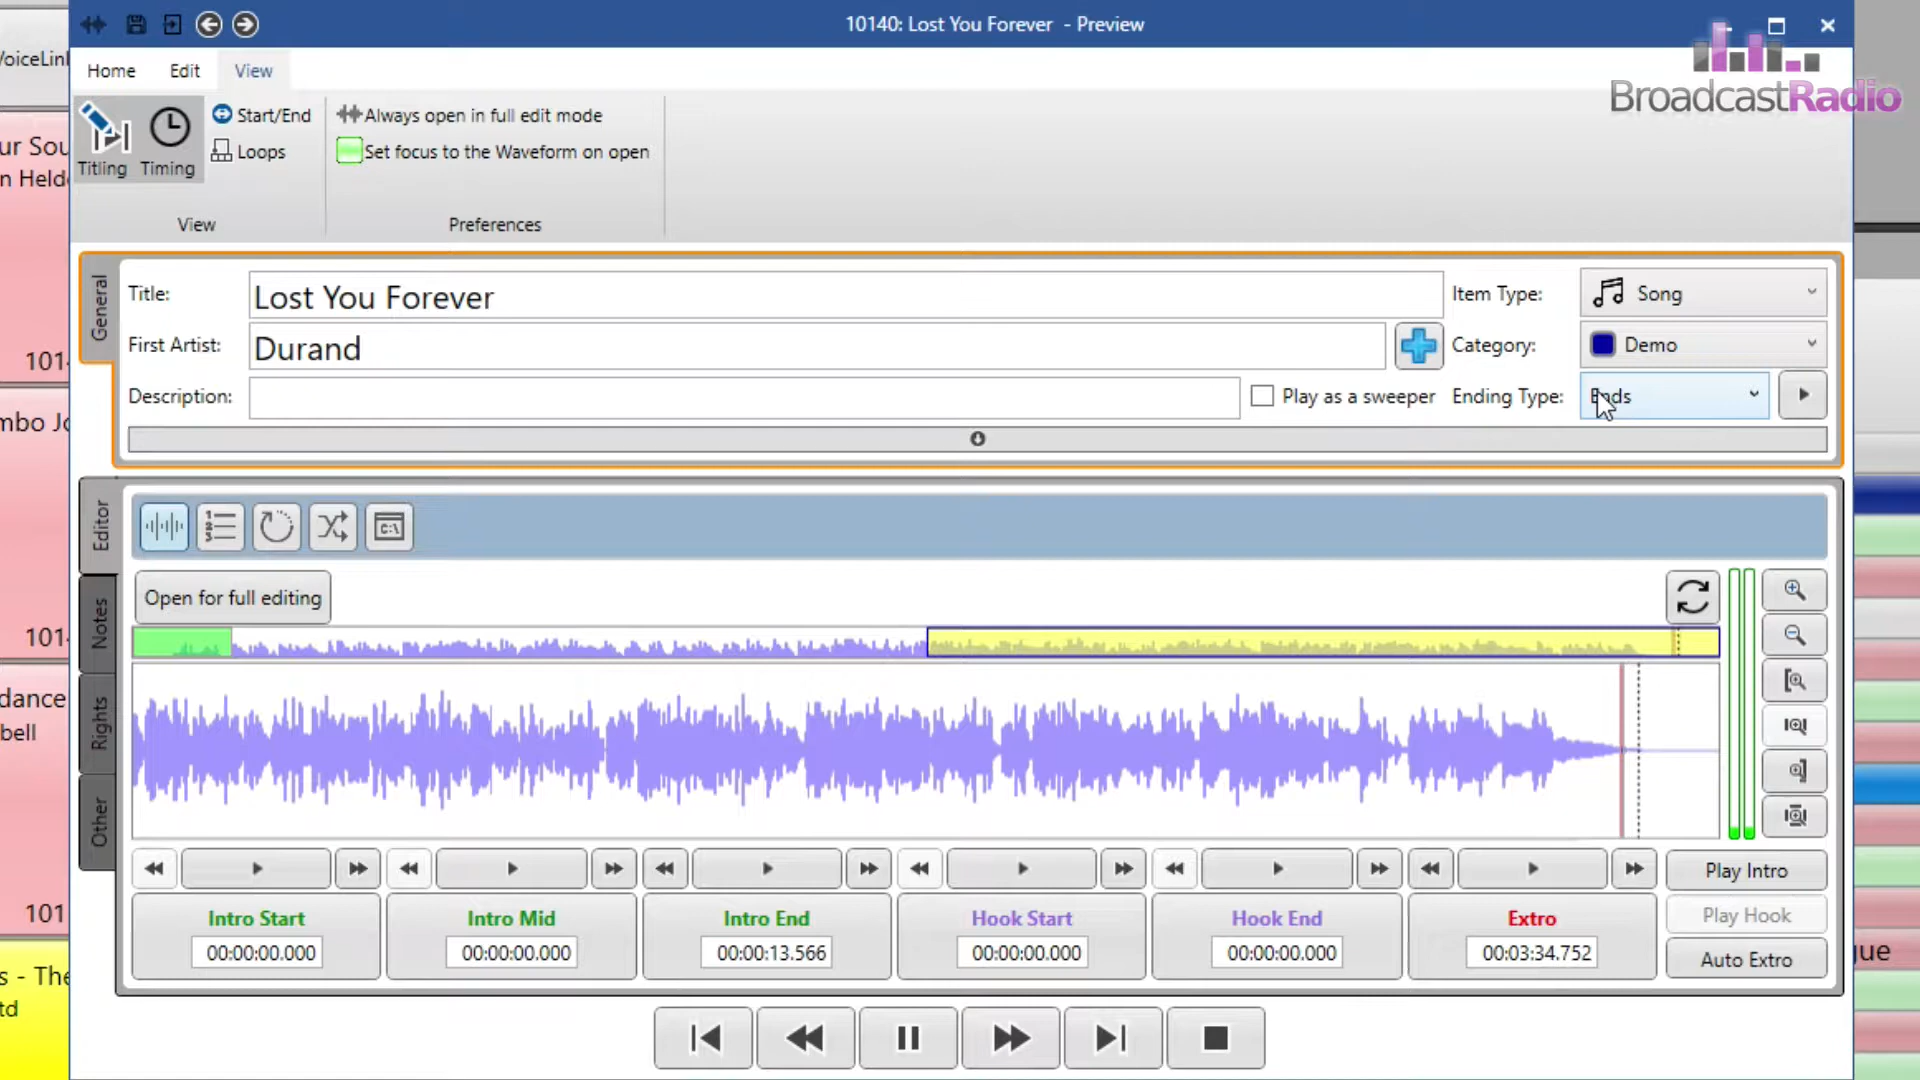 10140: Lost You Forever - Preview
BroadcastRadio
Home Edit View
Start/End
Loops
Titling Timing
View
Always open in full edit mode
Set focus to the Waveform on open
Preferences
General
Title: Lost You Forever
Item Type: Song
First Artist: Durand
Category: Demo
Description:
Play as a sweeper
Ending Type: Ends
Editor
Notes
Rights
Other
C:\
Open for full editing
Intro Start
00:00:00.000
Intro Mid
00:00:00.000
Intro End
00:00:13.566
Hook Start
00:00:00.000
Hook End
00:00:00.000
Extro
00:03:34.752
Play Intro
Play Hook
Auto Extro